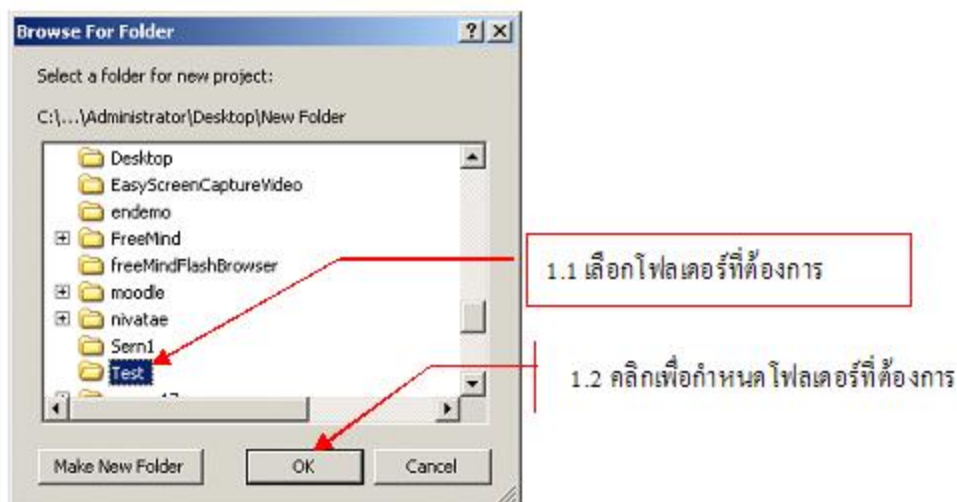 Browse For Folder
Select a folder for new project:
C:\...\Administrator\Desktop\New Folder
Desktop
EasyScreenCaptureVideo
endemo
FreeMind
freeMindFlashBrowser
moodle
nivatae
Sern1
Test
1.1 เลือกโฟลเดอร์ที่ต้องการ
1.2 คลิกเพื่อกำหนดโฟลเดอร์ที่ต้องการ
Make New Folder
OK
Cancel